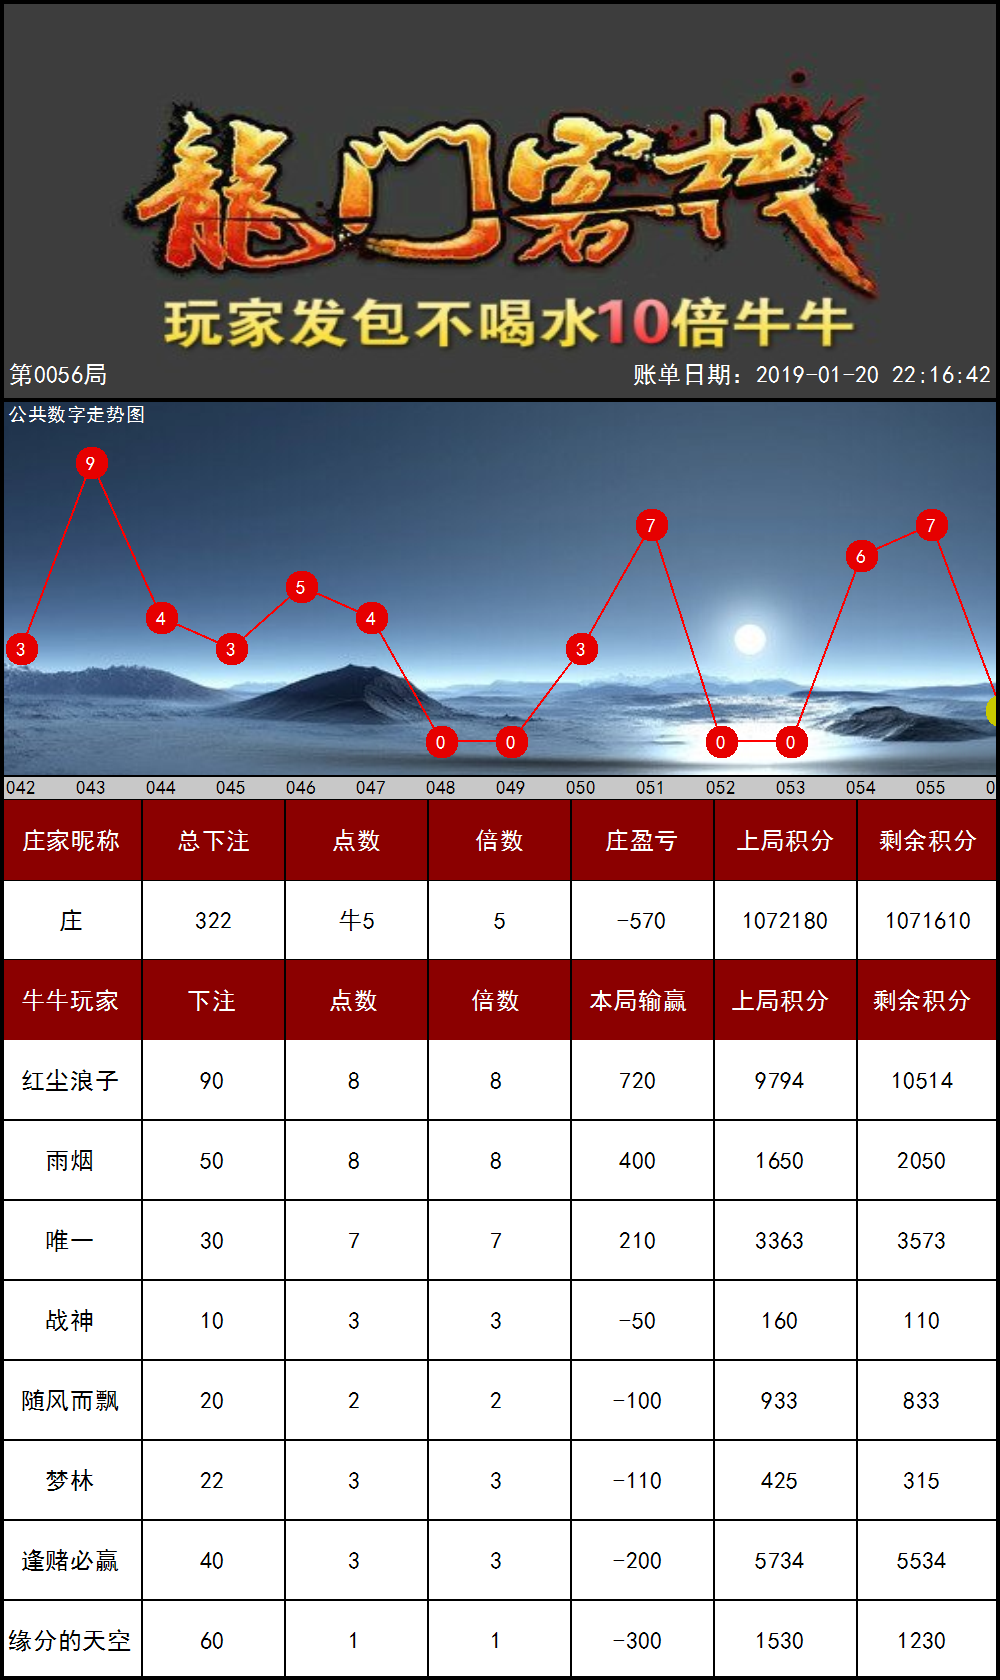 龍门客栈
玩家发包不喝水10倍牛牛
第0056局 账单日期：2019-01-20 22:16:42
公共数字走势图
3 9 4 3 5 4 0 0 3 7 0 0 6 7
042 043 044 045 046 047 048 049 050 051 052 053 054 055 0
庄家昵称 总下注 点数 倍数 庄盈亏 上局积分 剩余积分
庄 322 牛5 5 -570 1072180 1071610
牛牛玩家 下注 点数 倍数 本局输赢 上局积分 剩余积分
红尘浪子 90 8 8 720 9794 10514
雨烟 50 8 8 400 1650 2050
唯一 30 7 7 210 3363 3573
战神 10 3 3 -50 160 110
随风而飘 20 2 2 -100 933 833
梦林 22 3 3 -110 425 315
逢赌必赢 40 3 3 -200 5734 5534
缘分的天空 60 1 1 -300 1530 1230